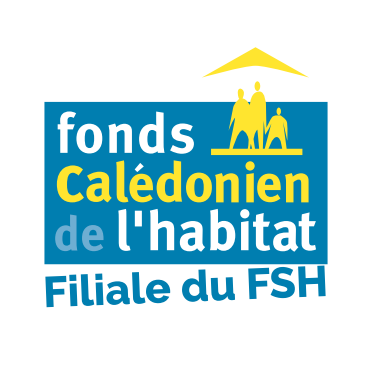 fonds
Calédonien
de l'habitat
Filiale du FSH